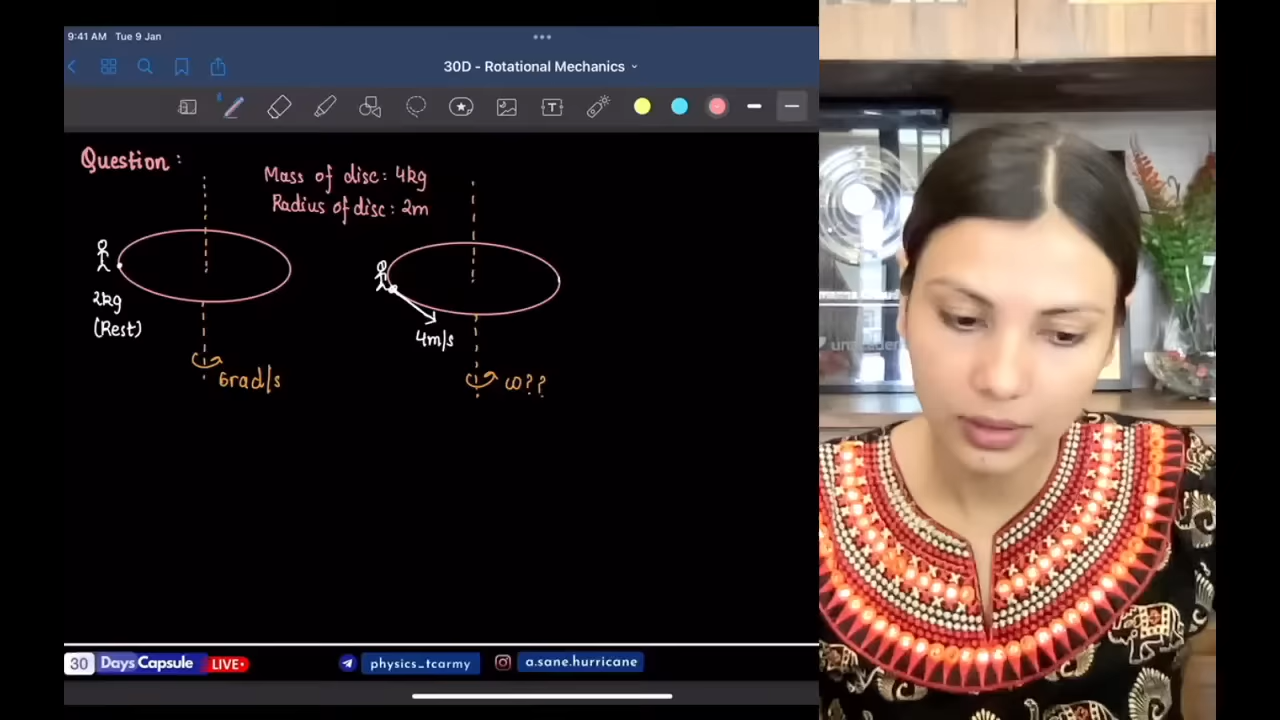 9:41 AM Tue 9 Jan
30D - Rotational Mechanics
Question:
Mass of disc: 4kg
Radius of disc: 2m
2kg
(Rest)
6rad/s
4m/s
ω??
30 Days Capsule LIVE
physics_tcarmy
a.sane.hurricane